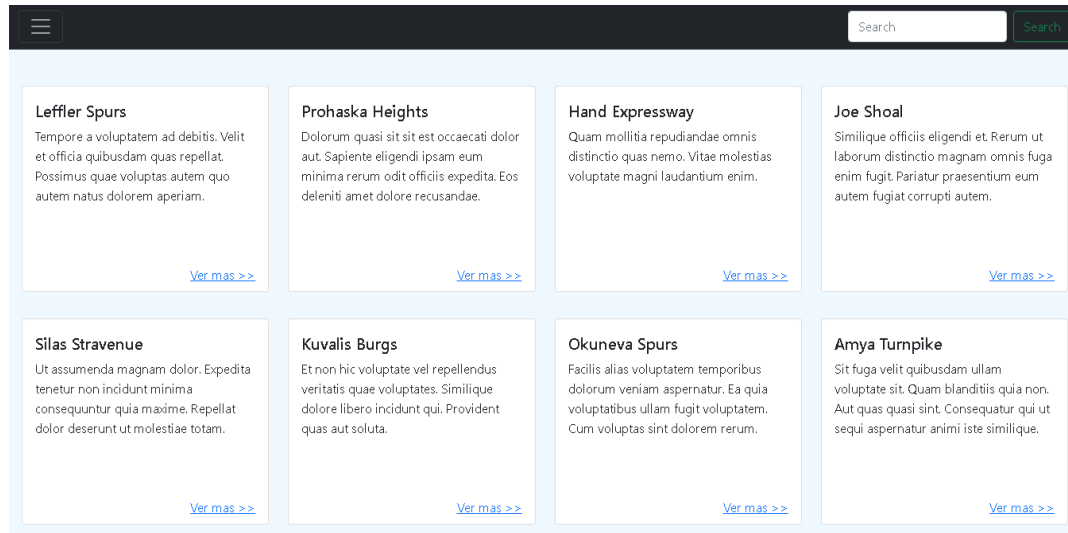 Search Search
Leffler Spurs
Tempore a voluptatem ad debitis. Velit
et officia quibusdam quas repellat.
Possimus quae voluptas autem quo
autem natus dolorem aperiam.
Ver mas >>
Prohaska Heights
Dolorum quasi sit sit est occaecati dolor
aut. Sapiente eligendi ipsam eum
minima rerum odit officiis expedita. Eos
deleniti amet dolore recusandae.
Ver mas >>
Hand Expressway
Quam mollitia repudiandae omnis
distinctio quas nemo. Vitae molestias
voluptate magni laudantium enim.
Ver mas >>
Joe Shoal
Similique officiis eligendi et. Rerum ut
laborum distinctio magnam omnis fuga
enim fugit. Pariatur praesentium eum
autem fugiat corrupti autem.
Ver mas >>
Silas Stravenue
Ut assumenda magnam dolor. Expedita
tenetur non incidunt minima
consequuntur quia maxime. Repellat
dolor deserunt ut molestiae totam.
Ver mas >>
Kuvalis Burgs
Et non hic voluptate vel repellendus
veritatis quae voluptates. Similique
dolore libero incidunt qui. Provident
quas aut soluta.
Ver mas >>
Okuneva Spurs
Facilis alias voluptatem temporibus
dolorum veniam aspernatur. Ea quia
voluptatibus ullam fugit voluptatem.
Cum voluptas sint dolorem rerum.
Ver mas >>
Amya Turnpike
Sit fuga velit quibusdam ullam
voluptate sit. Quam blanditiis quia non.
Aut quas quasi sint. Consequatur qui ut
sequi aspernatur animi iste similique.
Ver mas >>